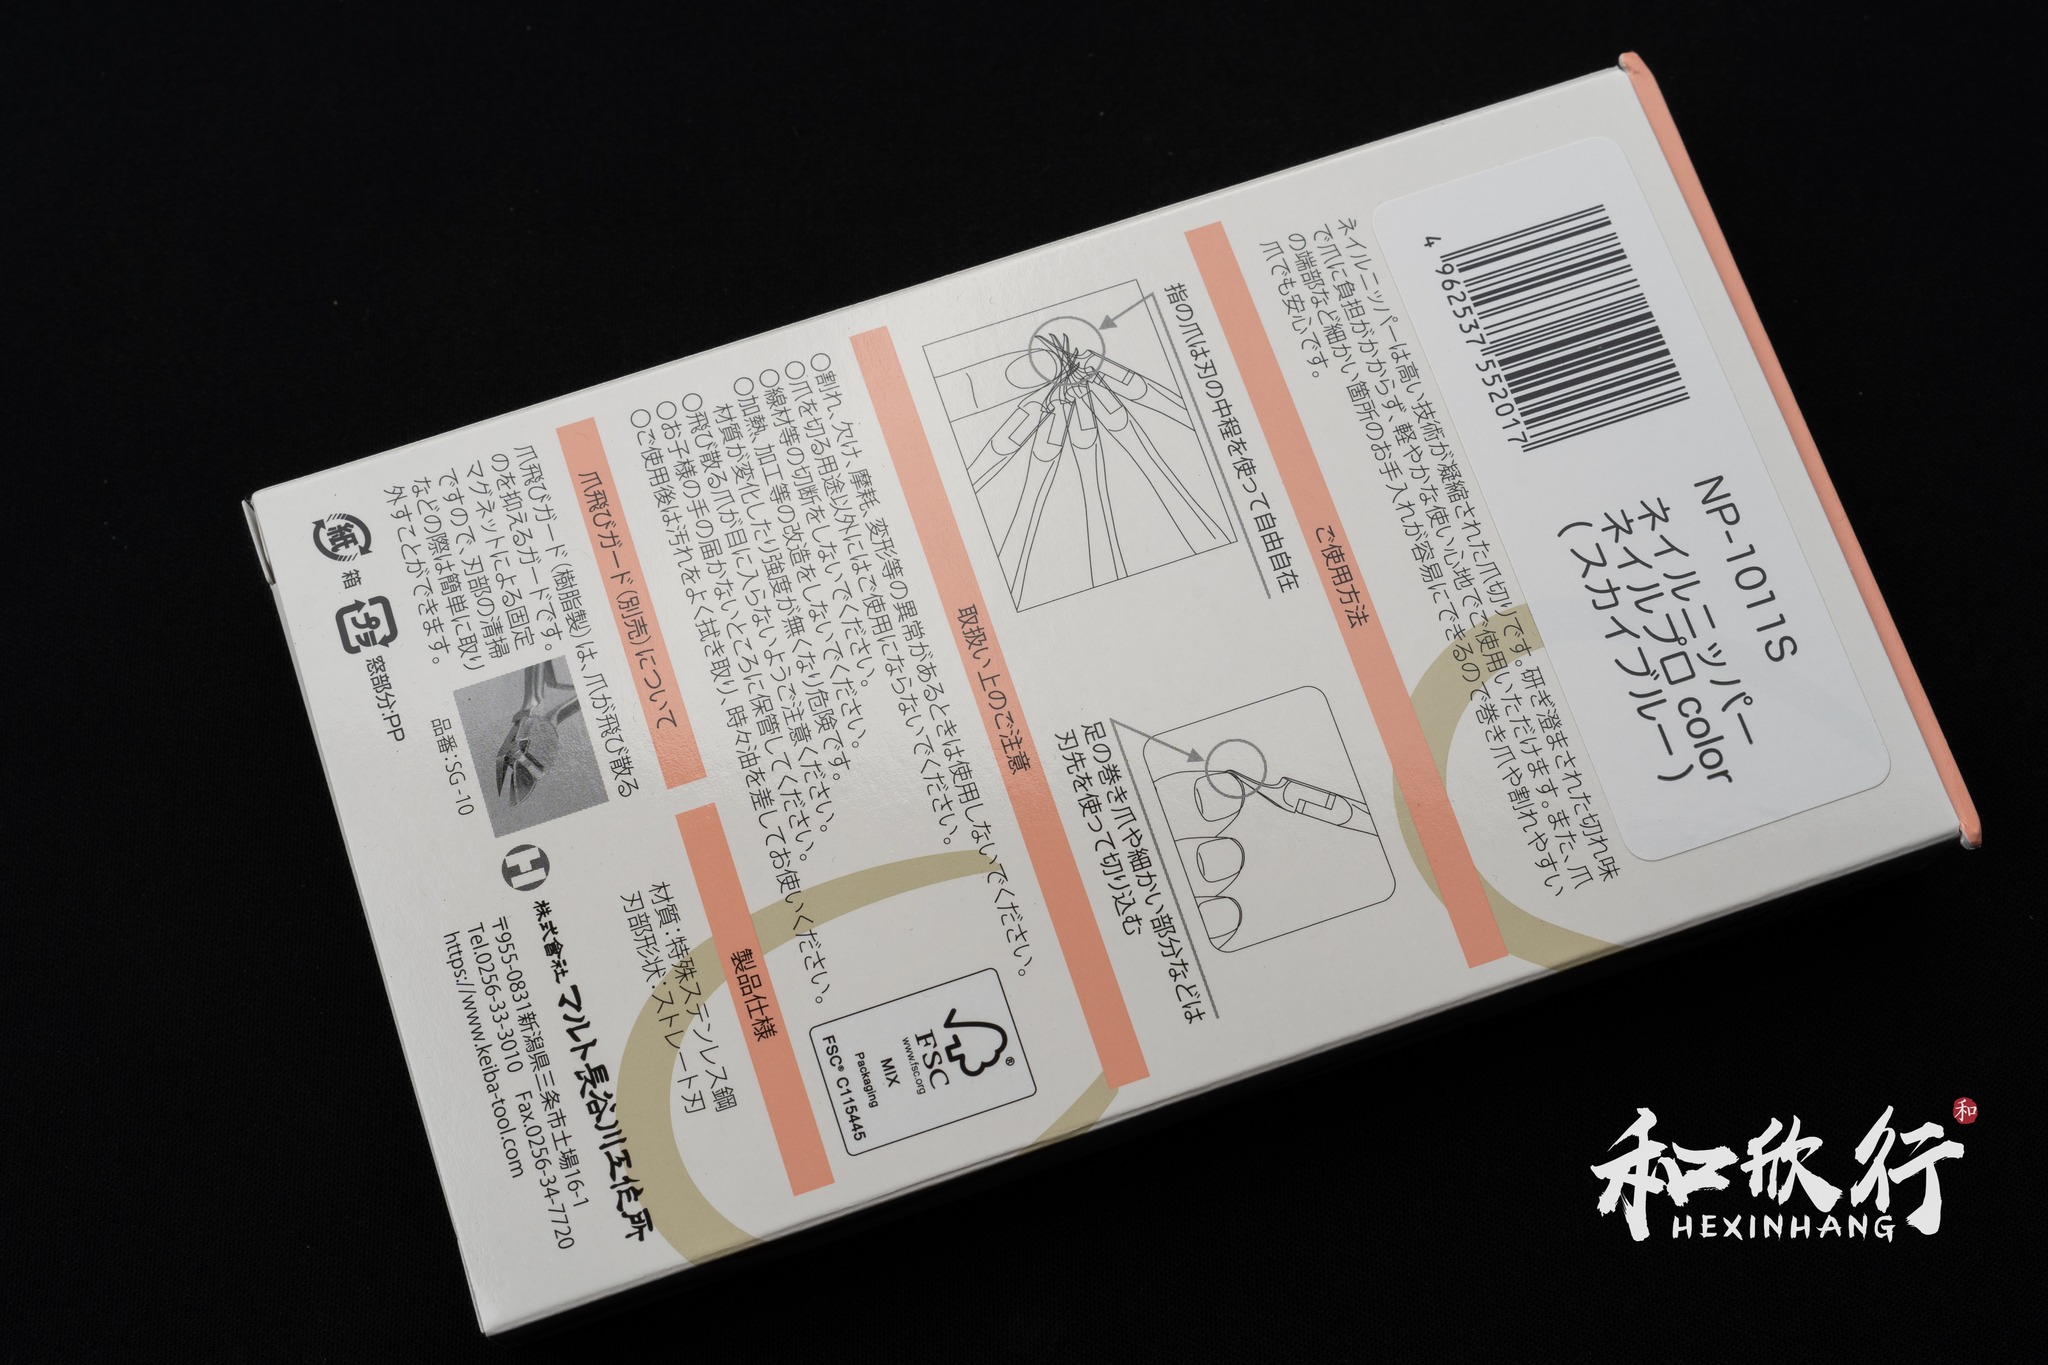 4 962537 552017
NP-1011S
ネイルニッパー
ネイルプロ color
(スカイブルー)
ネイルニッパーは高い技術が凝縮された爪切りです。研ぎ澄まされた切れ味
で爪に負担がかからず、軽やかな使い心地でご使用いただけます。また、爪
の端部など細かい箇所のお手入れが容易にできるので巻き爪や割れやすい
爪でも安心です。
ご使用方法
指の爪は刃の中程を使って自由自在
足の巻き爪や細かい部分などは
刃先を使って切り込む
取扱い上のご注意
○割れ、欠け、摩耗、変形等の異常があるときは使用しないでください。
○爪を切る用途以外にはご使用にならないでください。
○線材等の切断をしないでください。
○加熱、加工等の改造をしないでください。
材質が変化したり強度が無くなり危険です。
○飛び散る爪が目に入らないようご注意ください。
○お子様の手の届かないところに保管してください。
○ご使用後は汚れをよく拭き取り、時々油を差してお使いください。
FSC
www.fsc.org
MIX
Packaging
FSC® C115445
爪飛びガード(別売)について
爪飛びガード(樹脂製)は、爪が飛び散る
のを抑えるガードです。
マグネットによる固定
ですので、刃部の清掃
などの際は簡単に取り
外すことができます。
品番:SG-10
製品仕様
材質:特殊ステンレス鋼
刃部形状:ストレート刃
紙 箱 プラ 窓部分:PP
株式會社 マルト長谷川工作所
〒955-0831新潟県三条市土場16-1
Tel.0256-33-3010 Fax.0256-34-7720
https://www.keiba-tool.com
和欣行
和
HEXINHANG